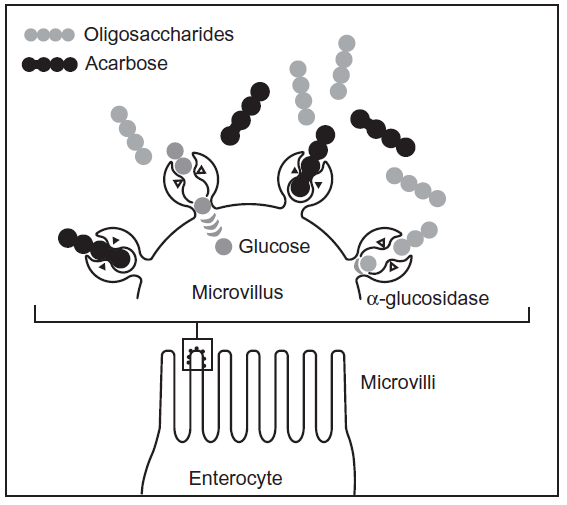 Oligosaccharides
Acarbose
Glucose
Microvillus
α-glucosidase
Microvilli
Enterocyte